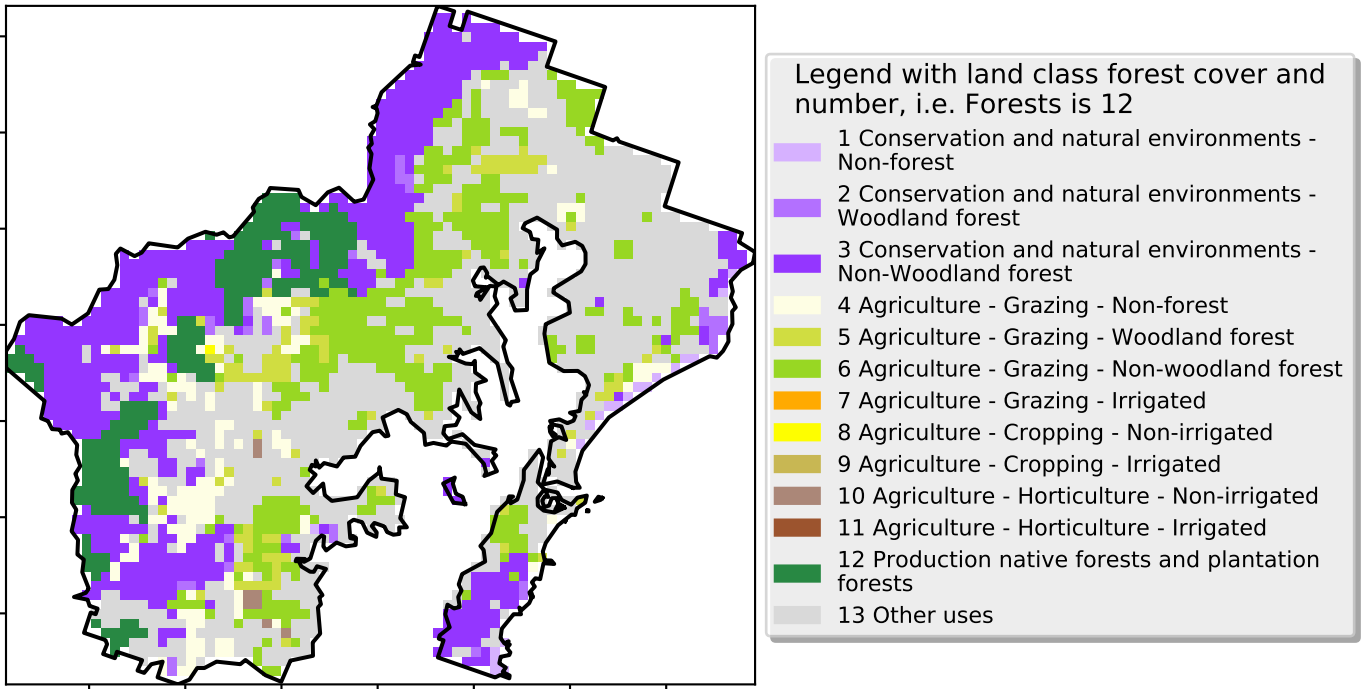 Legend with land class forest cover and
number, i.e. Forests is 12
1 Conservation and natural environments -
Non-forest
2 Conservation and natural environments -
Woodland forest
3 Conservation and natural environments -
Non-Woodland forest
4 Agriculture - Grazing - Non-forest
5 Agriculture - Grazing - Woodland forest
6 Agriculture - Grazing - Non-woodland forest
7 Agriculture - Grazing - Irrigated
8 Agriculture - Cropping - Non-irrigated
9 Agriculture - Cropping - Irrigated
10 Agriculture - Horticulture - Non-irrigated
11 Agriculture - Horticulture - Irrigated
12 Production native forests and plantation
forests
13 Other uses